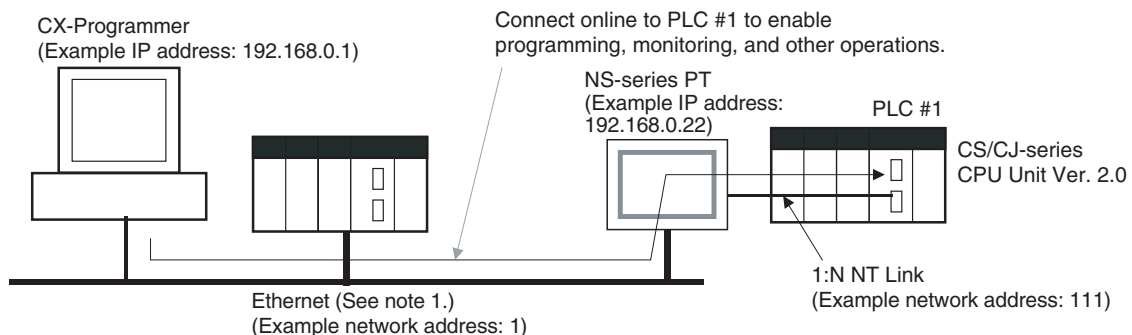 CX-Programmer
(Example IP address: 192.168.0.1)
Connect online to PLC #1 to enable
programming, monitoring, and other operations.
NS-series PT
(Example IP address:
192.168.0.22)
PLC #1
CS/CJ-series
CPU Unit Ver. 2.0
1:N NT Link
(Example network address: 111)
Ethernet (See note 1.)
(Example network address: 1)